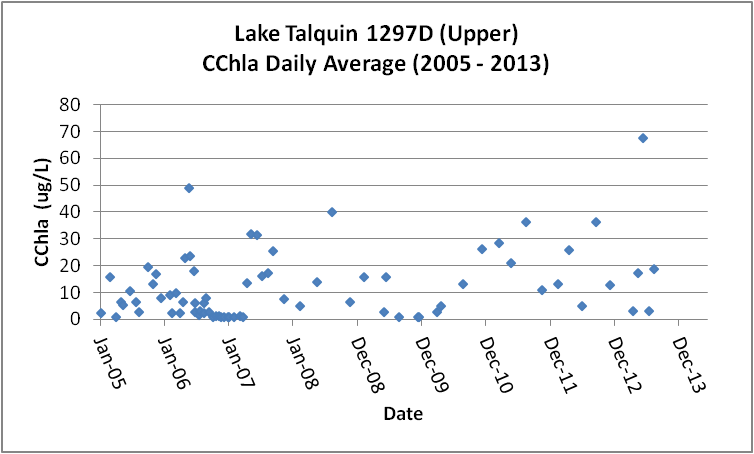 Lake Talquin 1297D (Upper)
CChla Daily Average (2005 - 2013)
80
70
60
50
40
30
20
10
0
CChla (ug/L)
Jan-05
Jan-06
Jan-07
Jan-08
Dec-08
Dec-09
Dec-10
Dec-11
Dec-12
Dec-13
Date